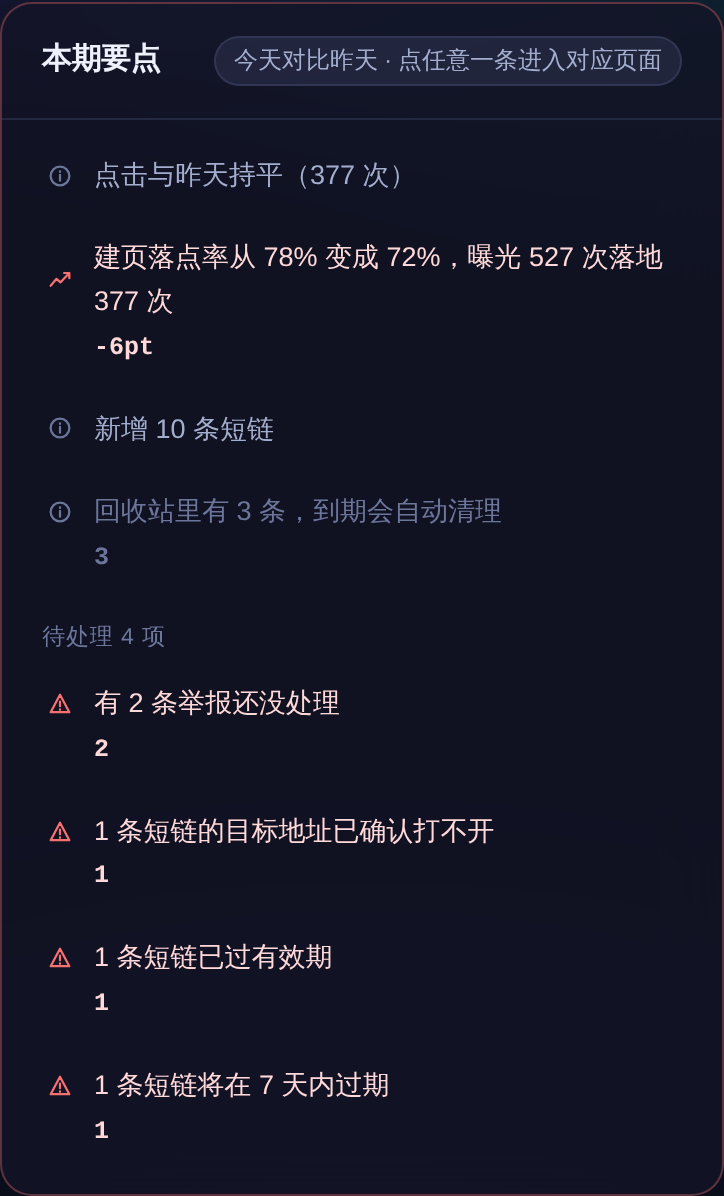 本期要点
今天对比昨天 · 点任意一条进入对应页面
点击与昨天持平（377 次）
建页落点率从 78% 变成 72%，曝光 527 次落地
377 次
-6pt
新增 10 条短链
回收站里有 3 条，到期会自动清理
3
待处理 4 项
有 2 条举报还没处理
2
1 条短链的目标地址已确认打不开
1
1 条短链已过有效期
1
1 条短链将在 7 天内过期
1